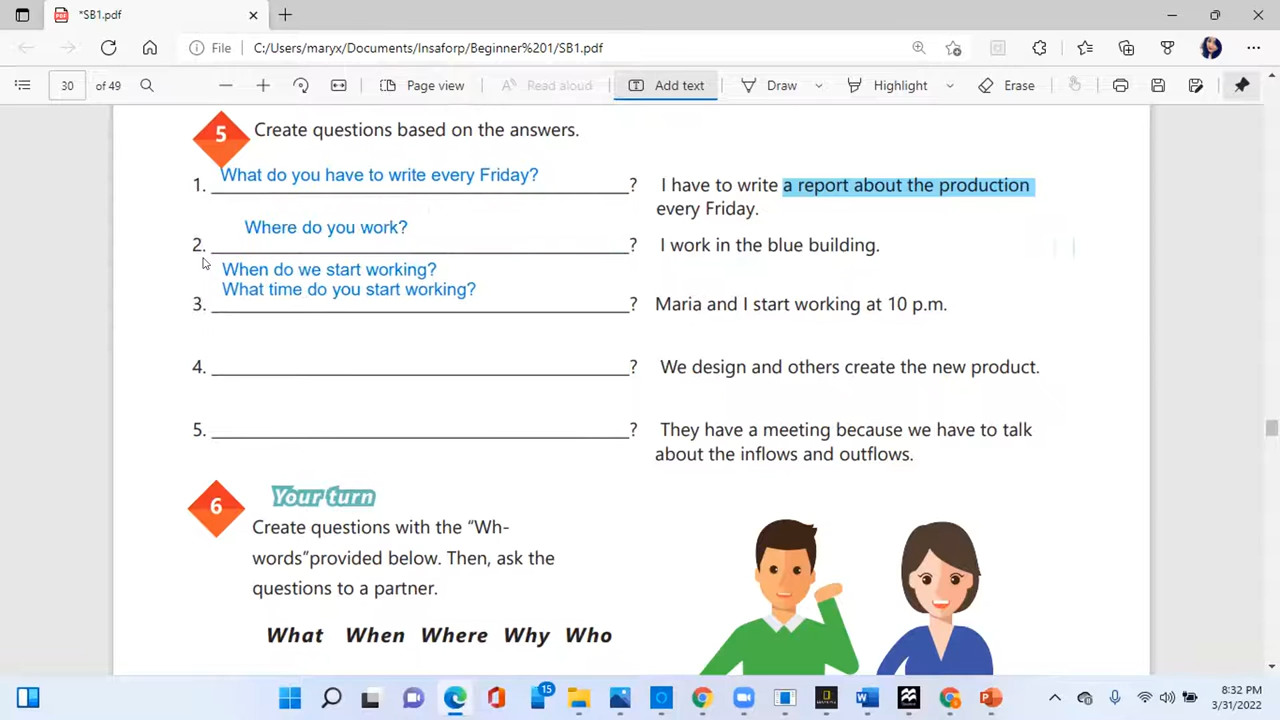 *SB1.pdf
File
C:/Users/maryx/Documents/Insaforp/Beginner%201/SB1.pdf
30 of 49
Page view
Read aloud
Add text
Draw
Highlight
Erase
5 Create questions based on the answers.
What do you have to write every Friday?
1. ? I have to write a report about the production
every Friday.
Where do you work?
2. ? I work in the blue building.
When do we start working?
What time do you start working?
3. ? Maria and I start working at 10 p.m.
4. ? We design and others create the new product.
5. ? They have a meeting because we have to talk
about the inflows and outflows.
6 Your turn
Create questions with the “Wh-
words”provided below. Then, ask the
questions to a partner.
What When Where Why Who
15
8:32 PM
3/31/2022